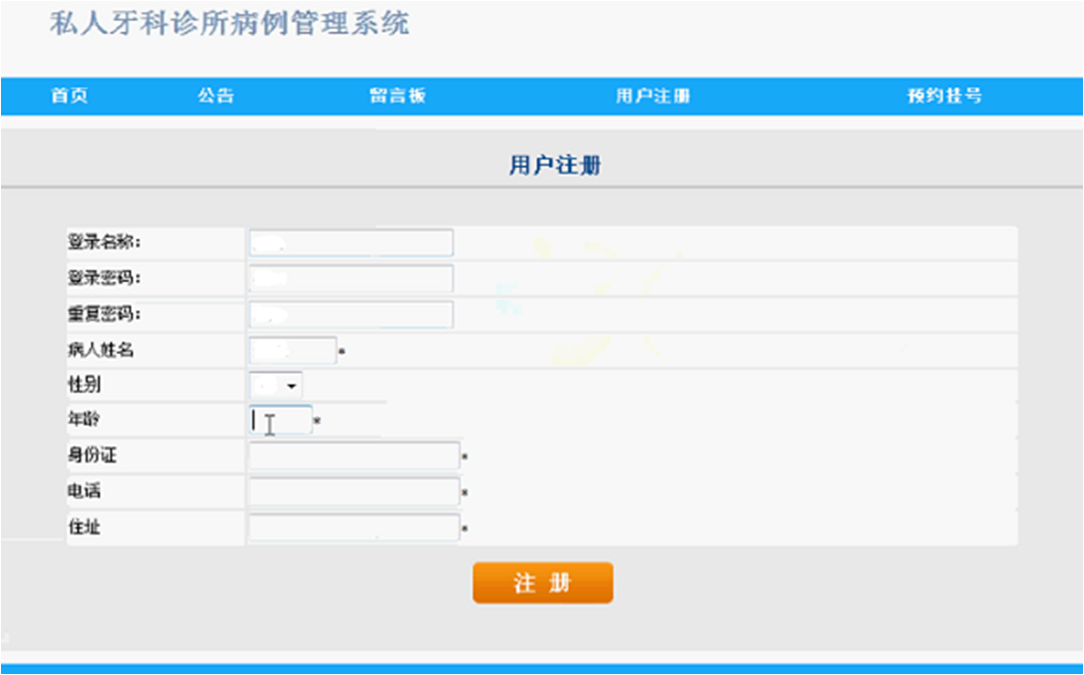 私人牙科诊所病例管理系统
首页 公告 留言板 用户注册 预约挂号
用户注册
登录名称:
登录密码:
重复密码:
病人姓名 *
性别
年龄 *
身份证 *
电话 *
住址 *
注 册